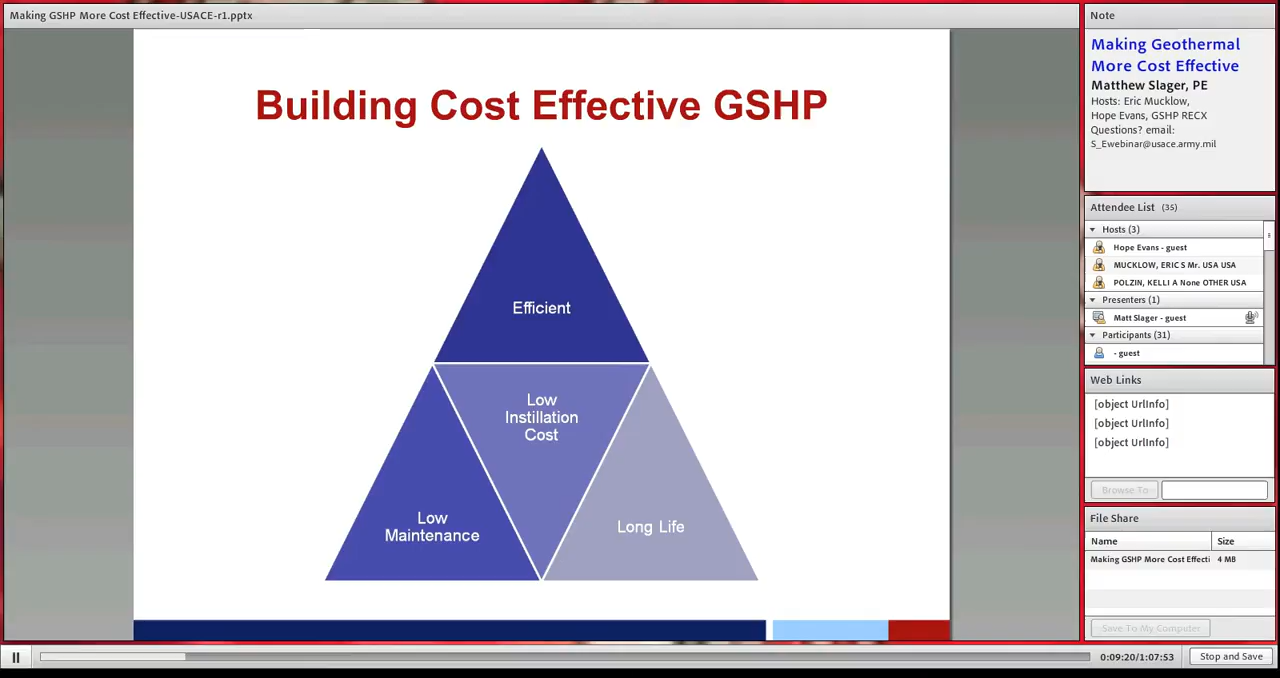 Making GSHP More Cost Effective-USACE-r1.pptx
Building Cost Effective GSHP
Efficient
Low
Instillation
Cost
Low
Maintenance
Long Life
Note
Making Geothermal
More Cost Effective
Matthew Slager, PE
Hosts: Eric Mucklow,
Hope Evans, GSHP RECX
Questions? email:
S_Ewebinar@usace.army.mil
Attendee List (35)
Hosts (3)
Hope Evans - guest
MUCKLOW, ERIC S Mr. USA USA
POLZIN, KELLI A None OTHER USA
Presenters (1)
Matt Slager - guest
Participants (31)
- guest
Web Links
[object UrlInfo]
[object UrlInfo]
[object UrlInfo]
Browse To
File Share
Name Size
Making GSHP More Cost Effecti 4 MB
Save To My Computer
0:09:20/1:07:53 Stop and Save